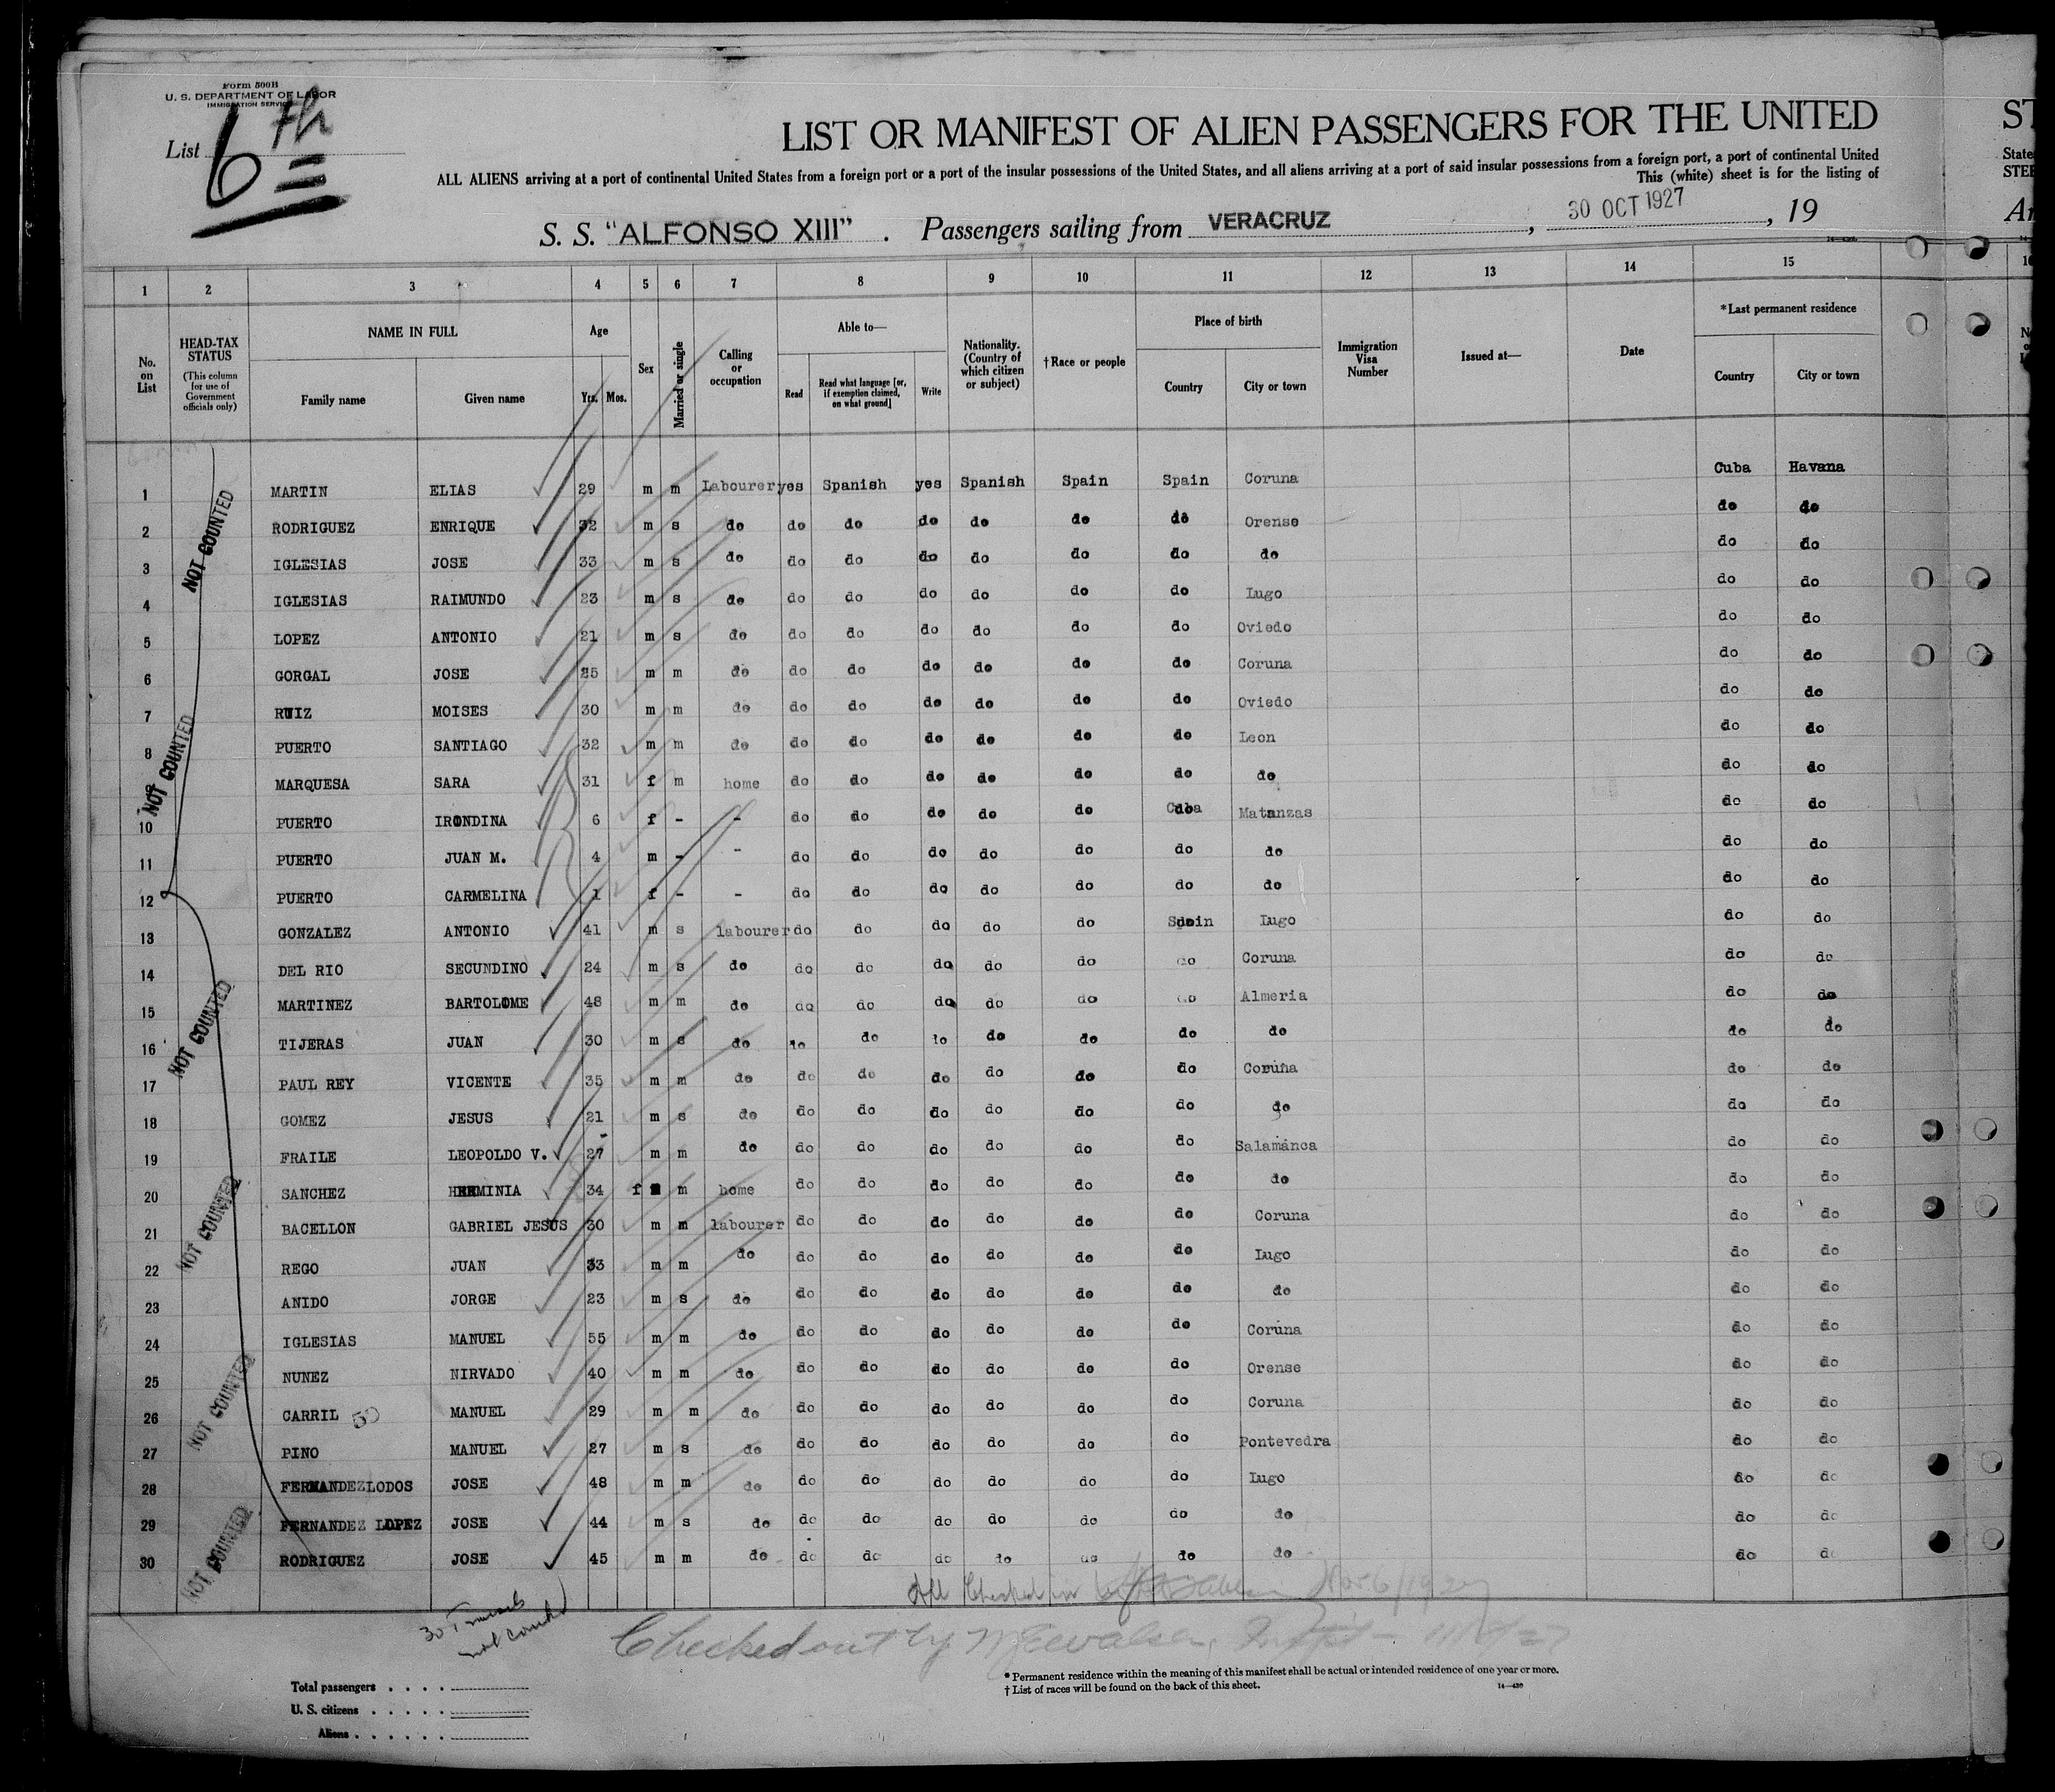 Form 500B
U. S. DEPARTMENT OF LABOR
IMMIGRATION SERVICE
List 6th
LIST OR MANIFEST OF ALIEN PASSENGERS FOR THE UNITED
ST
ALL ALIENS arriving at a port of continental United States from a foreign port or a port of the insular possessions of the United States, and all aliens arriving at a port of said insular possessions from a foreign port, a port of continental United
State
This (white) sheet is for the listing of
S. S. "ALFONSO XIII" . Passengers sailing from VERACRUZ , 30 OCT 1927 , 19
1 2 3 4 5 6 7 8 9 10 11 12 13 14 15
No. on List
HEAD-TAX STATUS (This column for use of Government officials only)
NAME IN FULL
Family name Given name
Age
Yrs. Mos.
Sex
Married or single
Calling or occupation
Able to—
Read
Read what language [or, if exemption claimed, on what ground]
Write
Nationality. (Country of which citizen or subject)
†Race or people
Place of birth
Country City or town
Immigration Visa Number
Issued at—
Date
*Last permanent residence
Country City or town
1 MARTIN ELIAS 29 m m Labourer yes Spanish yes Spanish Spain Spain Coruna Cuba Havana
2 RODRIGUEZ ENRIQUE 32 m s do do do do do do do Orense do do
3 IGLESIAS JOSE 33 m s do do do do do do do do do do
4 IGLESIAS RAIMUNDO 23 m s do do do do do do do Lugo do do
5 LOPEZ ANTONIO 21 m s do do do do do do do Oviedo do do
6 GORGAL JOSE 25 m m do do do do do do do Coruna do do
7 RUIZ MOISES 30 m m do do do do do do do Oviedo do do
8 PUERTO SANTIAGO 32 m m do do do do do do do Leon do do
MARQUESA SARA 31 f m home do do do do do do do do do
10 PUERTO IRONDINA 6 f - - do do do do do Cuba Matanzas do do
11 PUERTO JUAN M. 4 m - - do do do do do do do do do
12 PUERTO CARMELINA 1 f - - do do do do do do do do do
13 GONZALEZ ANTONIO 41 m s labourer do do do do do Spain Lugo do do
14 DEL RIO SECUNDINO 24 m s do do do do do do do Coruna do do
15 MARTINEZ BARTOLOME 48 m m do do do do do do do Almeria do do
16 TIJERAS JUAN 30 m s do do do do do do do do do do
17 PAUL REY VICENTE 35 m m do do do do do do do Coruña do do
18 GOMEZ JESUS 21 m s do do do do do do do do do do
19 FRAILE LEOPOLDO V. 27 m m do do do do do do do Salamanca do do
20 SANCHEZ HERMINIA 34 f m home do do do do do do do do do
21 BACELLON GABRIEL JESUS 30 m m labourer do do do do do do Coruna do do
22 REGO JUAN 33 m m do do do do do do do Lugo do do
23 ANIDO JORGE 23 m s do do do do do do do do do do
24 IGLESIAS MANUEL 55 m m do do do do do do do Coruna do do
25 NUNEZ NIRVADO 40 m m do do do do do do do Orense do do
26 CARRIL MANUEL 29 m m do do do do do do do Coruna do do
27 PINO MANUEL 27 m s do do do do do do do Pontevedra do do
28 FERNANDEZ LODOS JOSE 48 m m do do do do do do do Lugo do do
29 FERNANDEZ LOPEZ JOSE 44 m s do do do do do do do do do do
30 RODRIGUEZ JOSE 45 m m do do do do do do do do do do
NOT COUNTED
NOT COUNTED
NOT COUNTED
NOT COUNTED
NOT COUNTED
NOT COUNTED
All Checked
not counted
Checked out by
* Permanent residence within the meaning of this manifest shall be actual or intended residence of one year or more.
† List of races will be found on the back of this sheet.
Total passengers . . . .
U. S. citizens . . . . .
Aliens . . . . . .